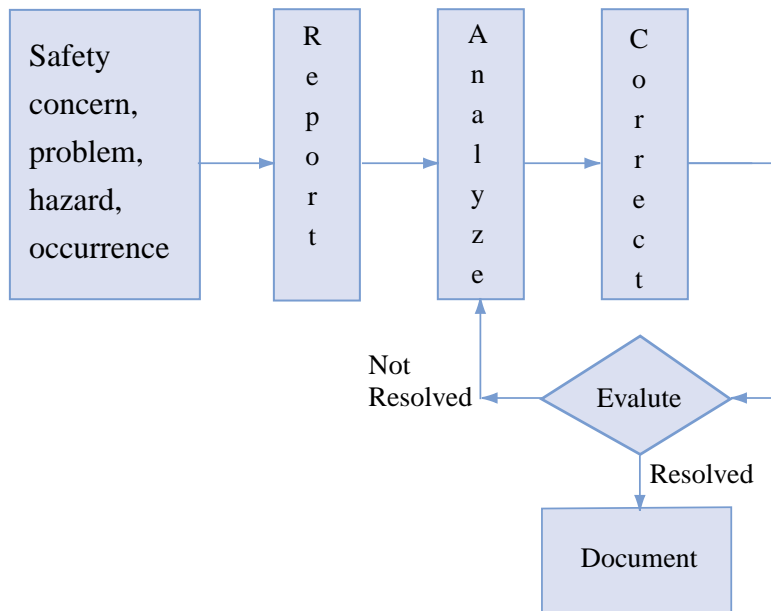 Safety
concern,
problem,
hazard,
occurrence
Report
Analyze
Correct
Not
Resolved
Evalute
Resolved
Document